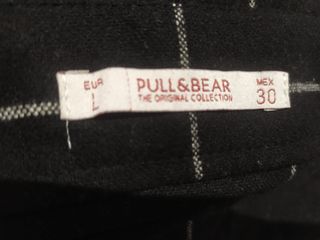 EUR
L
PULL&BEAR
THE ORIGINAL COLLECTION
MEX
30